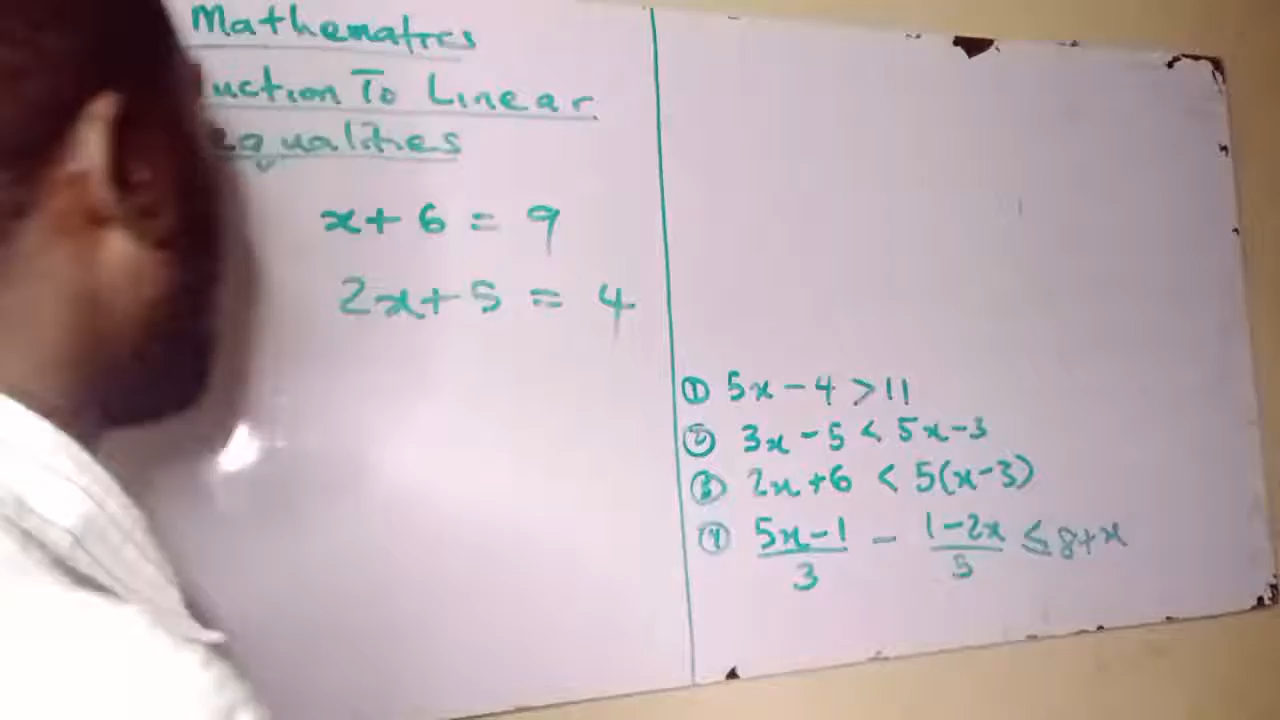 Mathematics
uction To Linear
equalities
x + 6 = 9
2x + 5 = 4
① 5x - 4 > 11
② 3x - 5 < 5x - 3
③ 2x + 6 < 5(x - 3)
④ 5x - 1 / 3 - 1 - 2x / 5 ≤ 8 + x